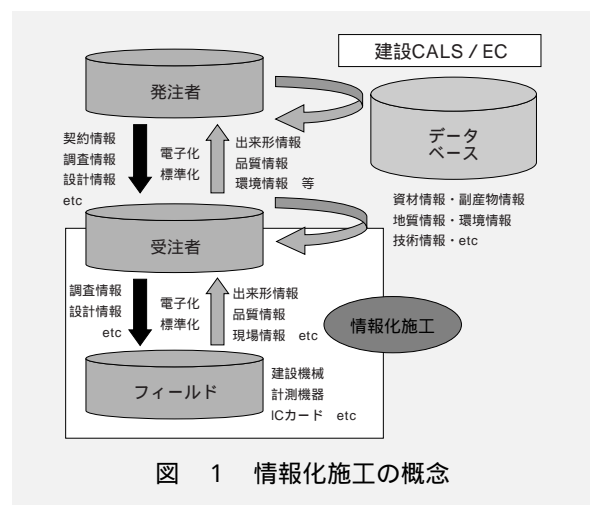 建設CALS / EC
発注者
データ
ベース
契約情報
調査情報
設計情報
etc
電子化
標準化
出来形情報
品質情報
環境情報 等
資材情報・副産物情報
地質情報・環境情報
技術情報・etc
受注者
調査情報
設計情報
etc
電子化
標準化
出来形情報
品質情報
現場情報 etc
情報化施工
フィールド
建設機械
計測機器
ICカード etc
図 1 情報化施工の概念